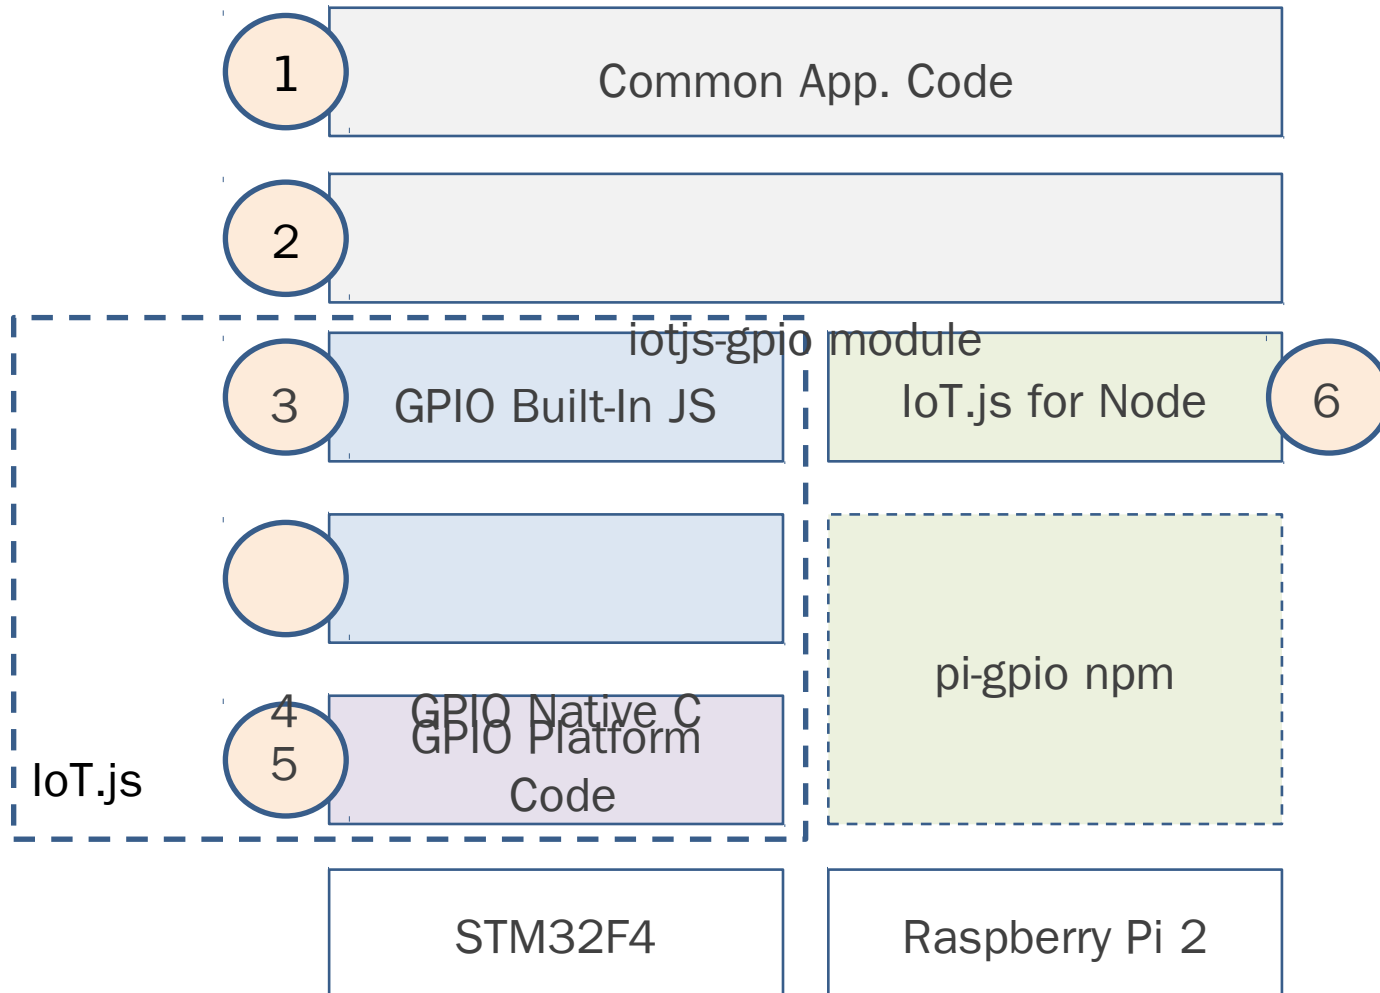 1
Common App. Code
2
iotjs-gpio module
3
GPIO Built-In JS
IoT.js for Node
6
pi-gpio npm
4
GPIO Native C
GPIO Platform
5
Code
IoT.js
STM32F4
Raspberry Pi 2